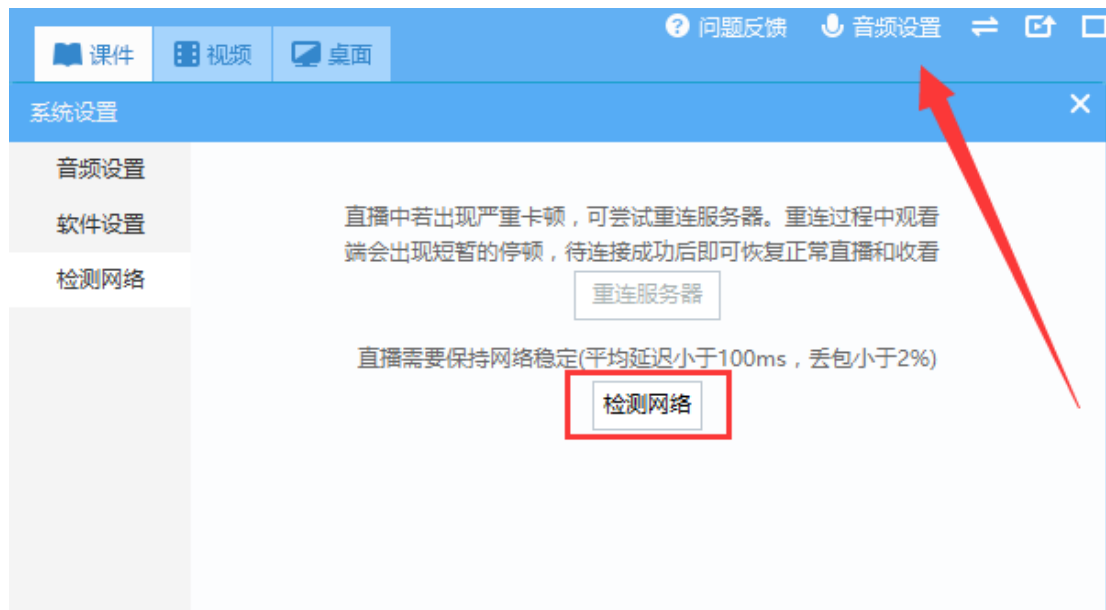 问题反馈 音频设置
课件 视频 桌面
系统设置
音频设置
软件设置
检测网络
直播中若出现严重卡顿，可尝试重连服务器。重连过程中观看
端会出现短暂的停顿，待连接成功后即可恢复正常直播和收看
重连服务器
直播需要保持网络稳定(平均延迟小于100ms，丢包小于2%)
检测网络